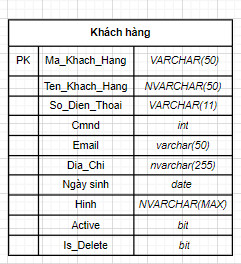 Khách hàng
PK Ma_Khach_Hang VARCHAR(50)
Ten_Khach_Hang NVARCHAR(50)
So_Dien_Thoai VARCHAR(11)
Cmnd int
Email varchar(50)
Dia_Chi nvarchar(255)
Ngày sinh date
Hinh NVARCHAR(MAX)
Active bit
Is_Delete bit